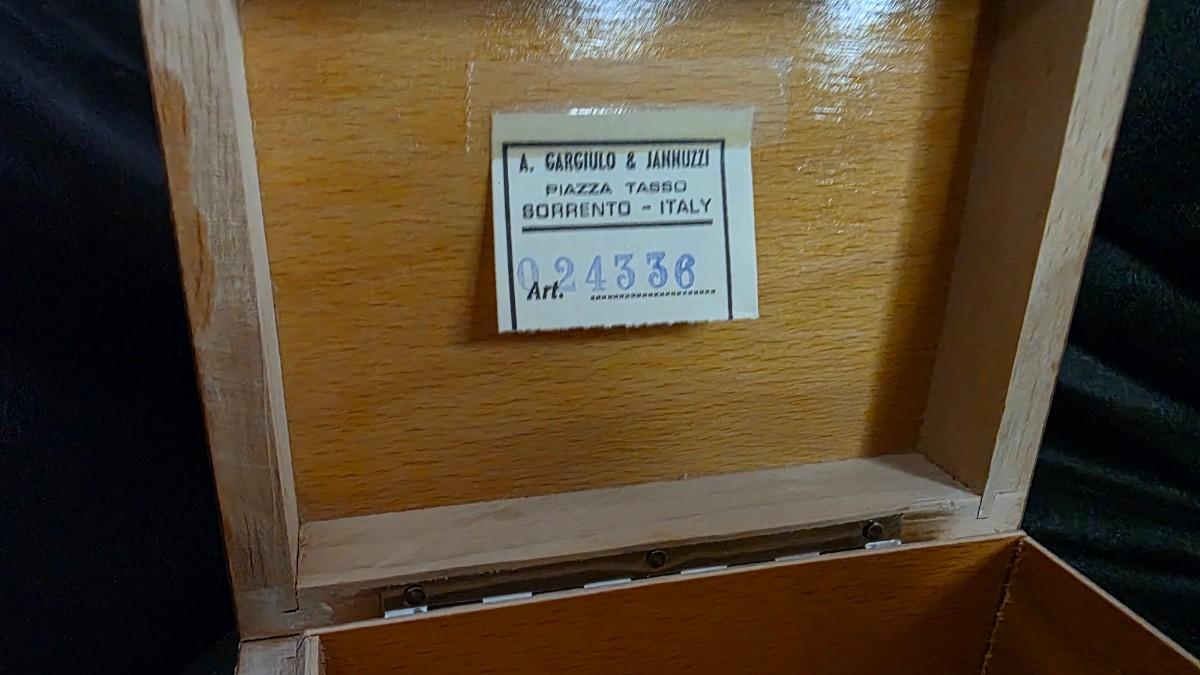 A. GARGIULO & JANNUZZI
PIAZZA TASSO
SORRENTO - ITALY
Art. 024336